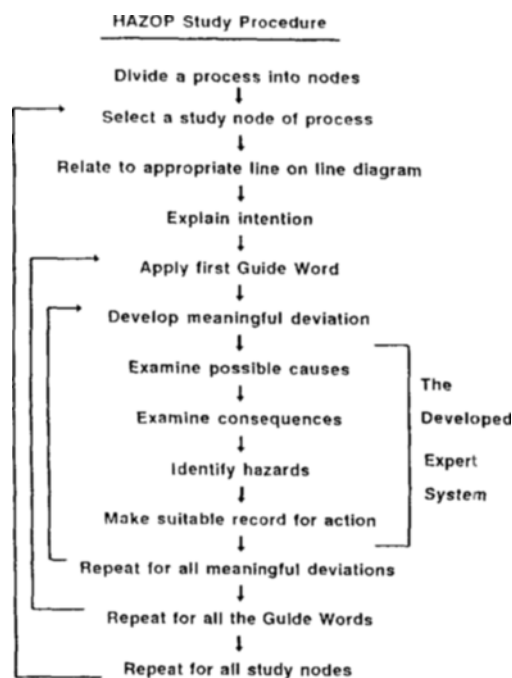 HAZOP Study Procedure
Divide a process into nodes
Select a study node of process
Relate to appropriate line on line diagram
Explain intention
Apply first Guide Word
Develop meaningful deviation
Examine possible causes
Examine consequences
Identify hazards
Make suitable record for action
The
Developed
Expert
System
Repeat for all meaningful deviations
Repeat for all the Guide Words
Repeat for all study nodes